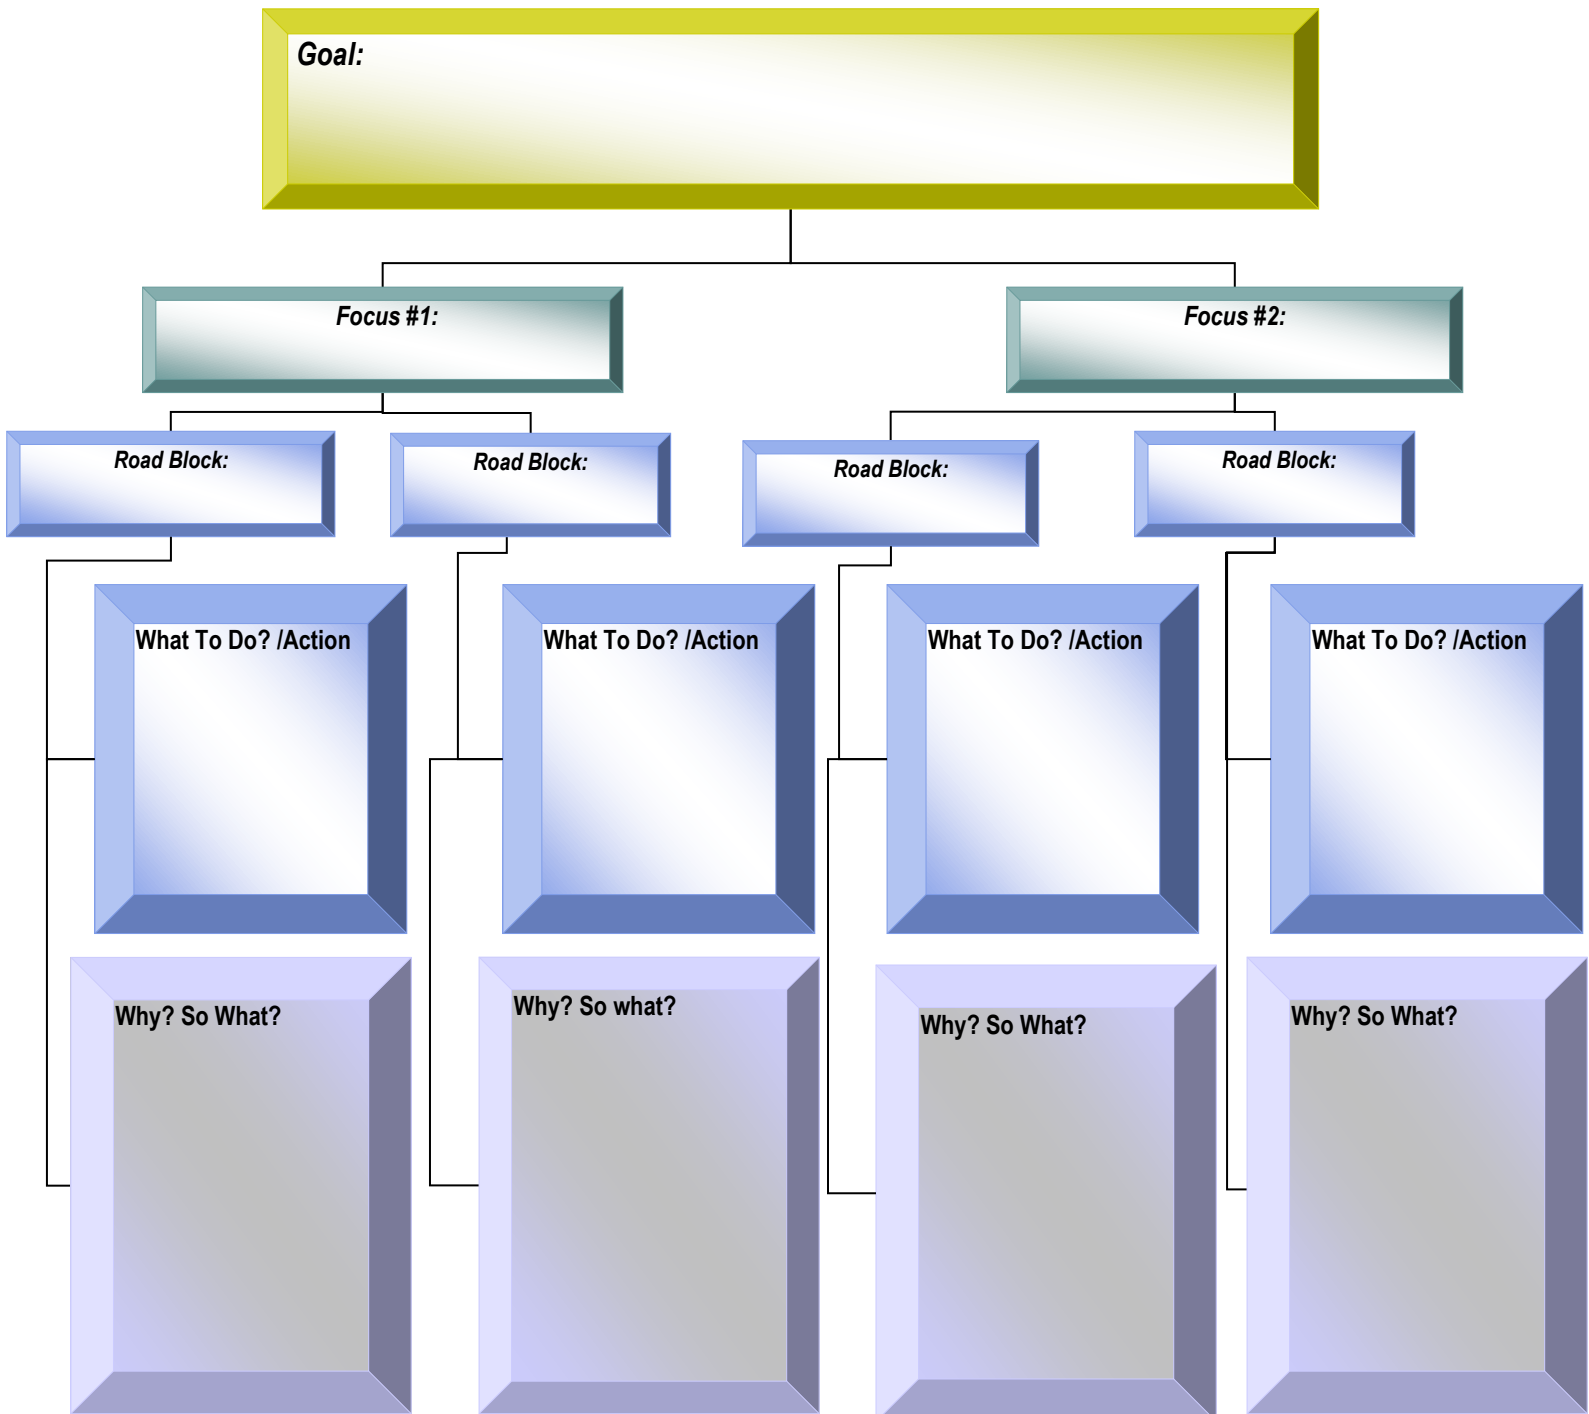 Goal:
Focus #1:
Focus #2:
Road Block:
Road Block:
Road Block:
Road Block:
What To Do? /Action
What To Do? /Action
What To Do? /Action
What To Do? /Action
Why? So What?
Why? So what?
Why? So What?
Why? So What?